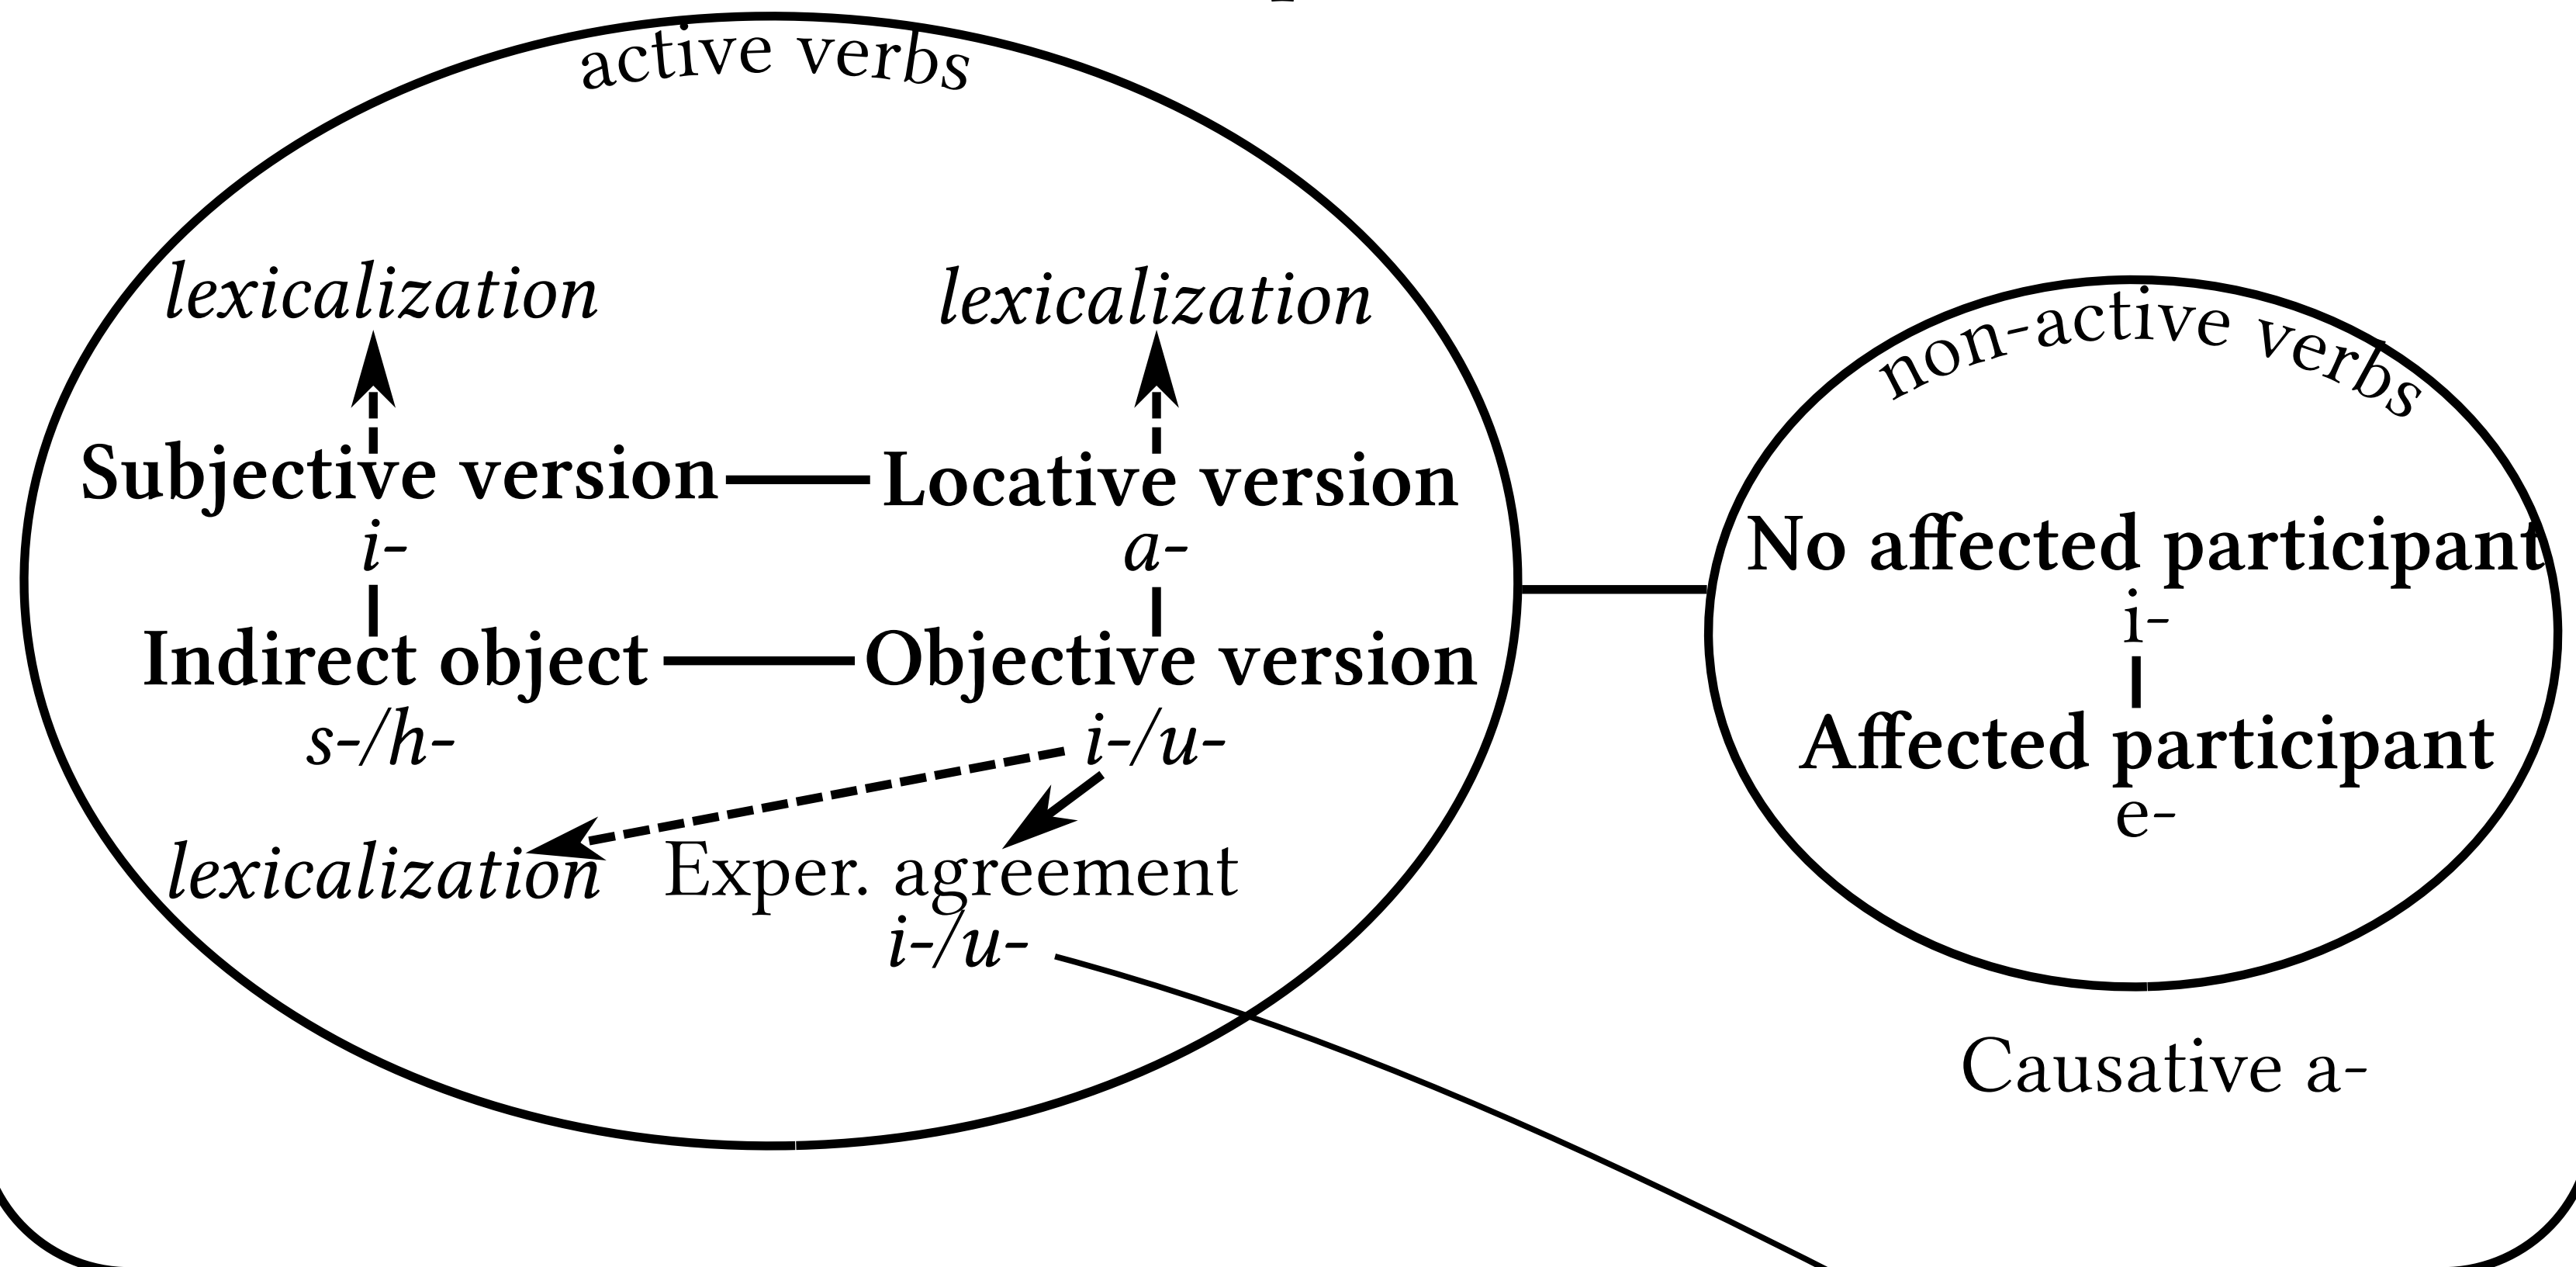 active verbs
lexicalization
lexicalization
Subjective version
Locative version
i-
a-
Indirect object
Objective version
s-/h-
i-/u-
lexicalization
Exper. agreement
i-/u-
non-active verbs
No affected participant
i-
Affected participant
e-
Causative a-